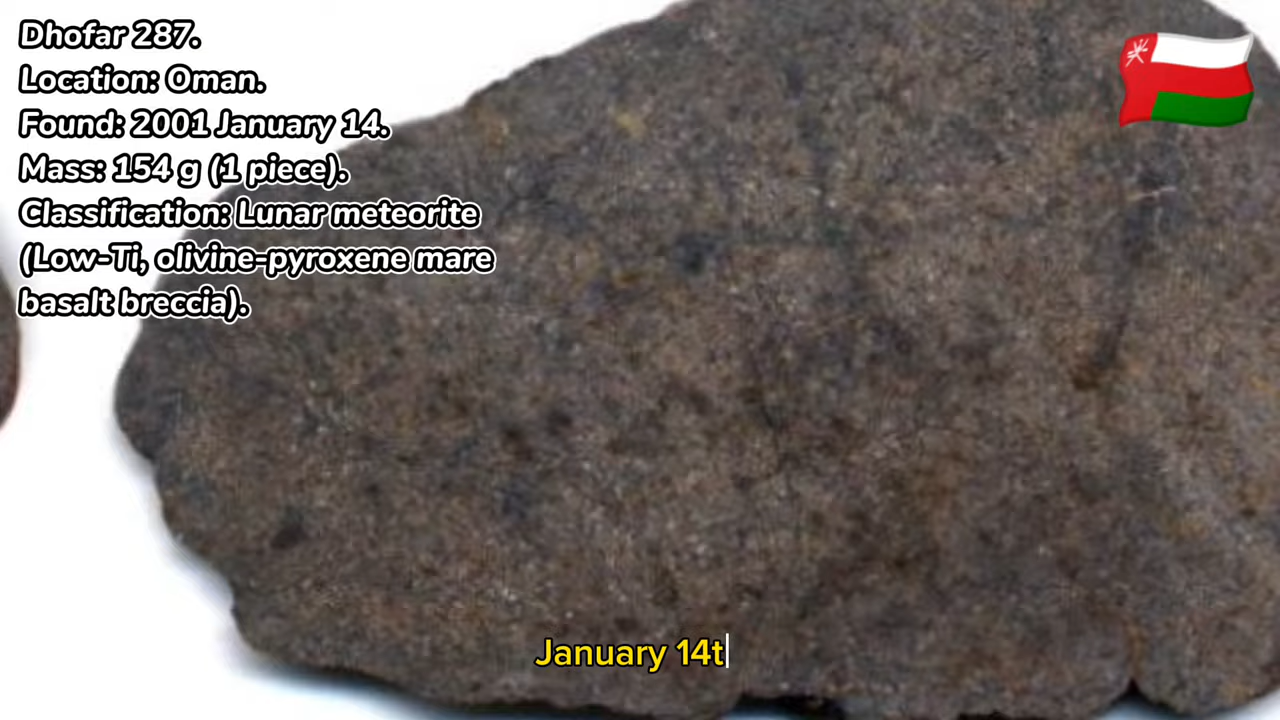 Dhofar 287.
Location: Oman.
Found: 2001 January 14.
Mass: 154 g (1 piece).
Classification: Lunar meteorite
(Low-Ti, olivine-pyroxene mare
basalt breccia).
January 14t